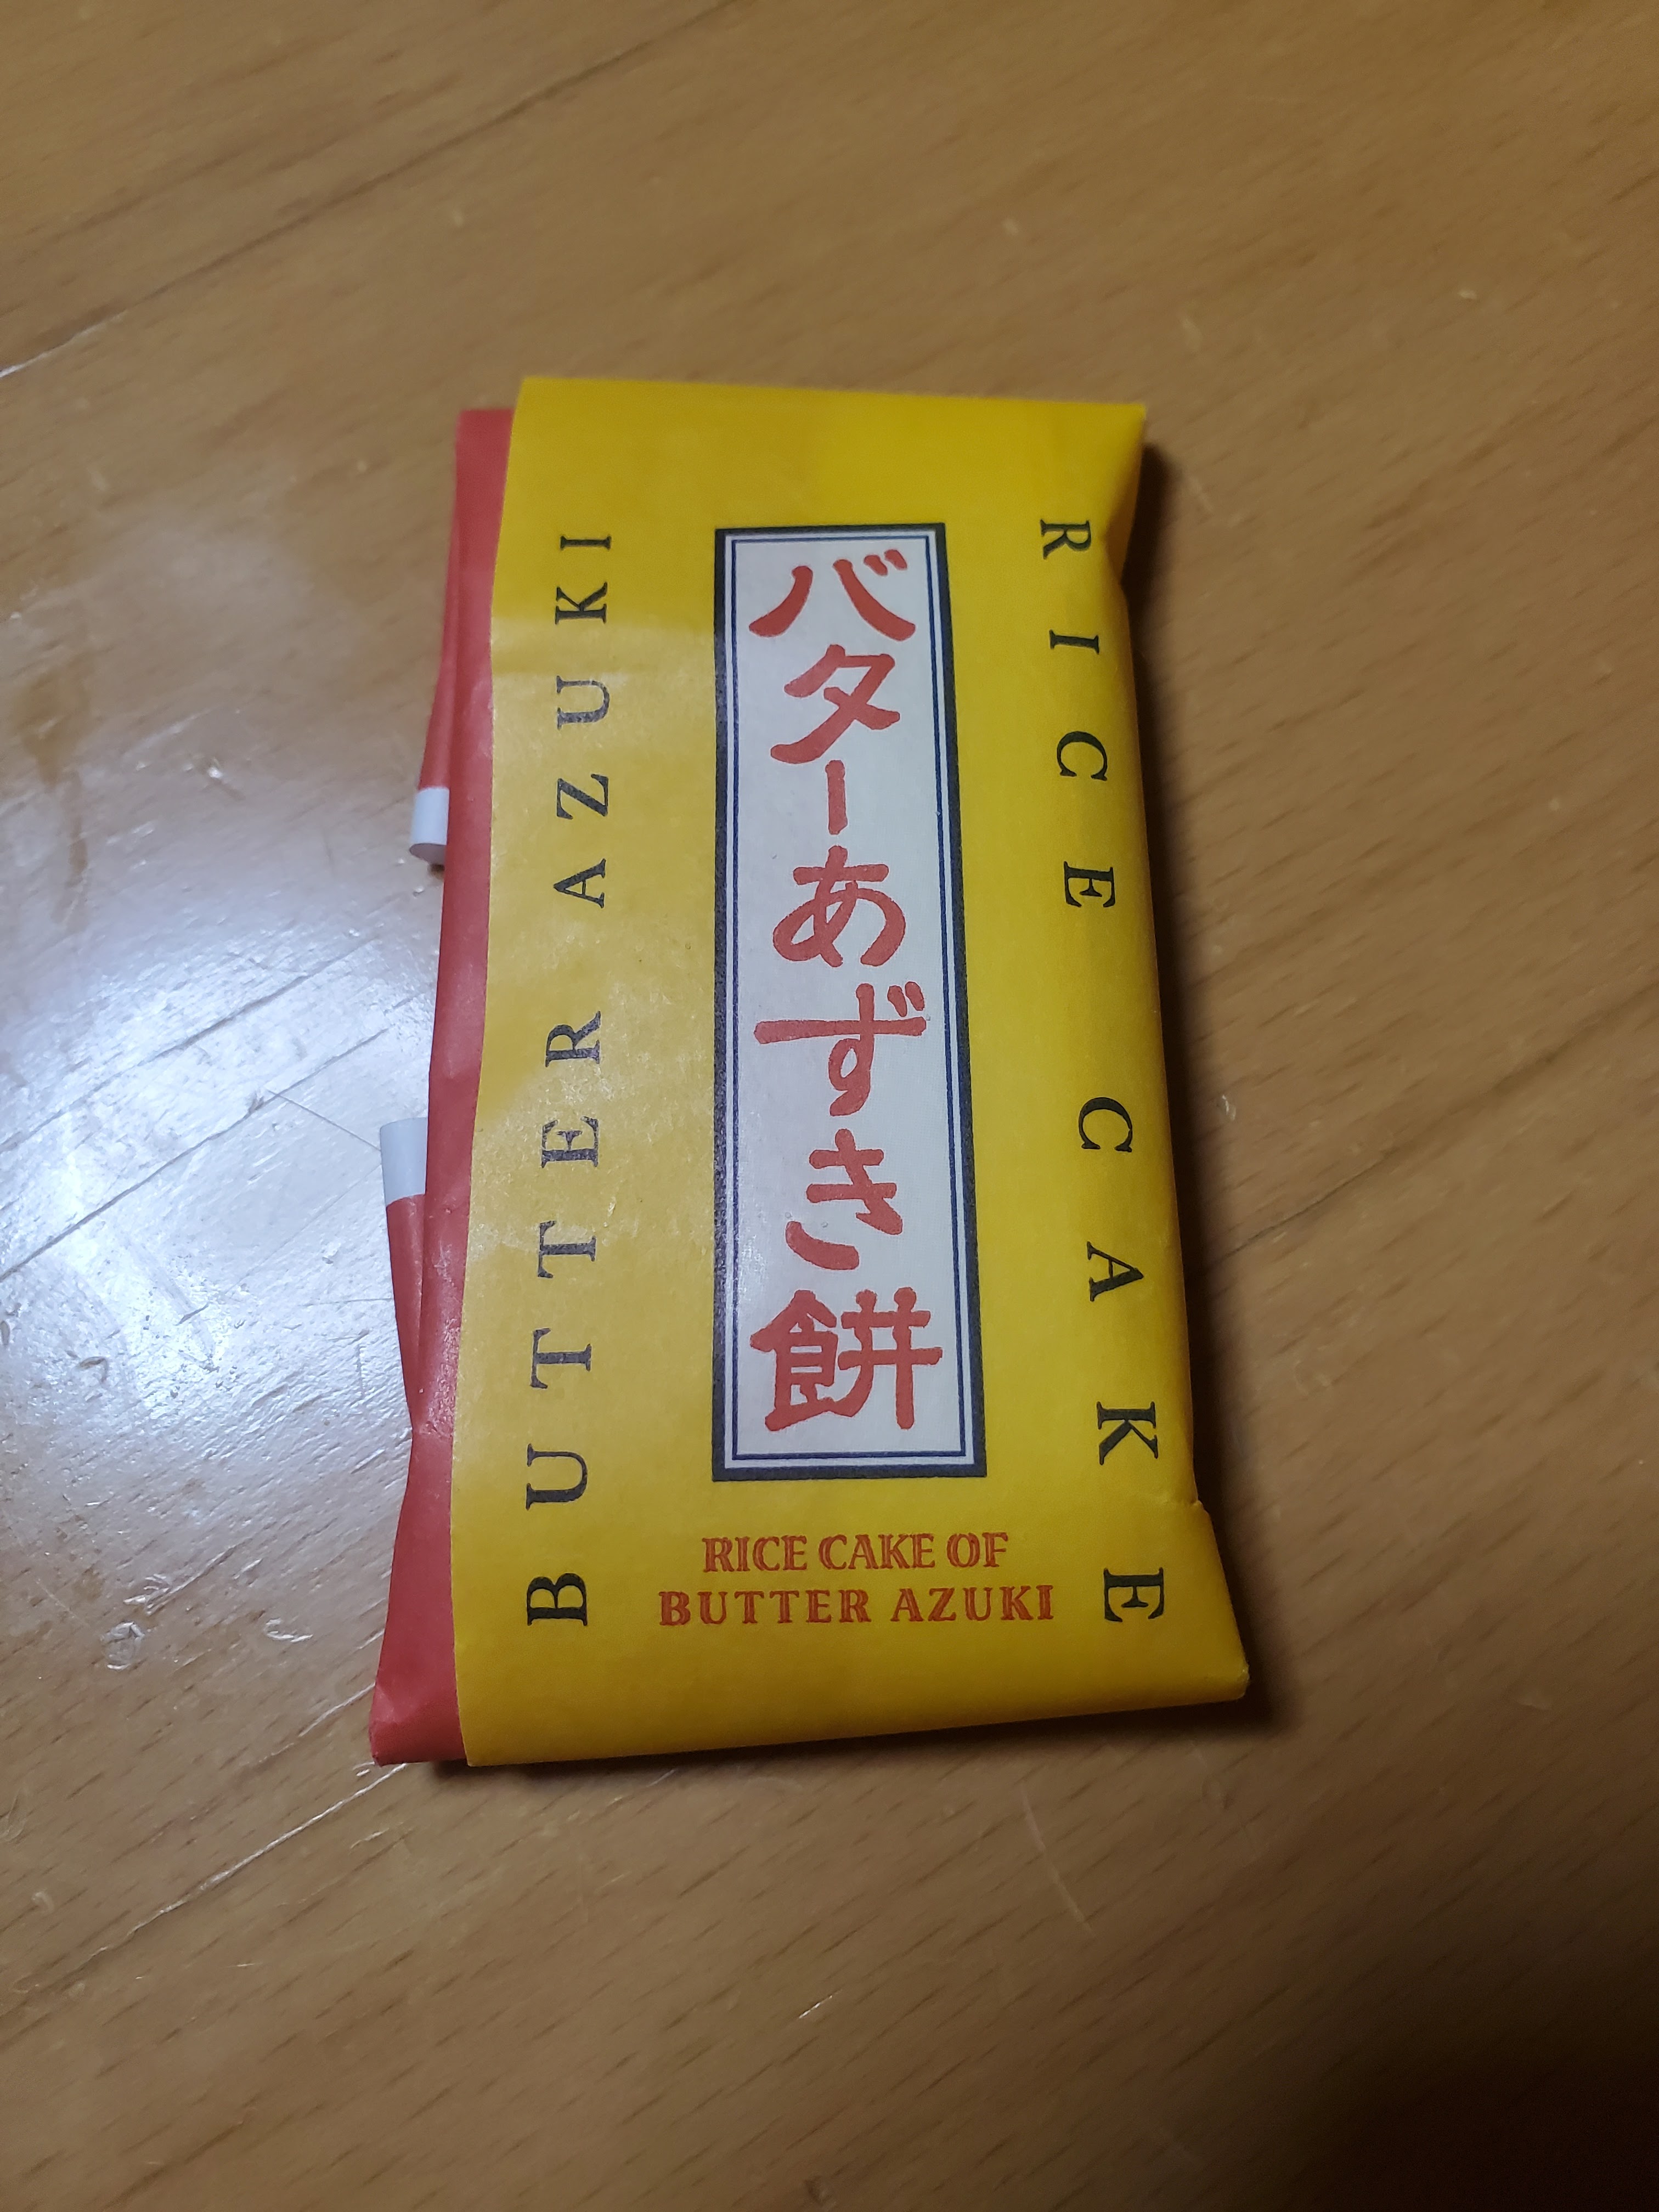 BUTTER AZUKI
バターあずき餅
RICE CAKE
RICE CAKE OF
BUTTER AZUKI